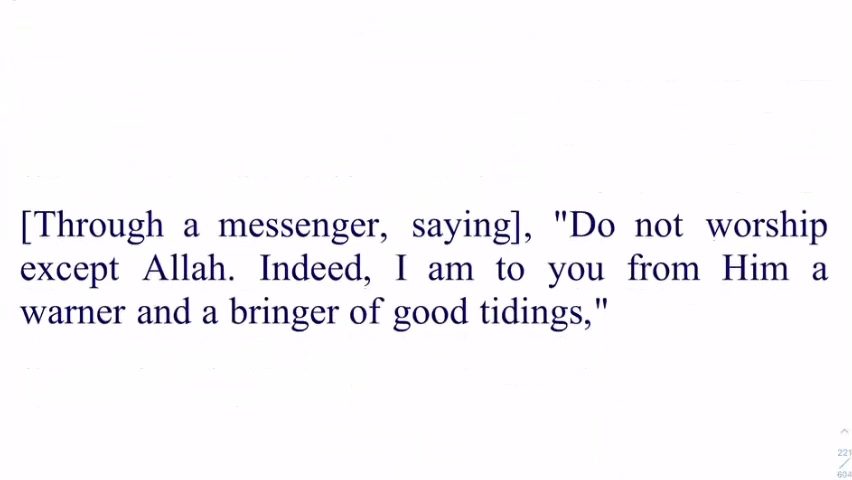 [Through a messenger, saying], "Do not worship
except Allah. Indeed, I am to you from Him a
warner and a bringer of good tidings,"
221
/
604